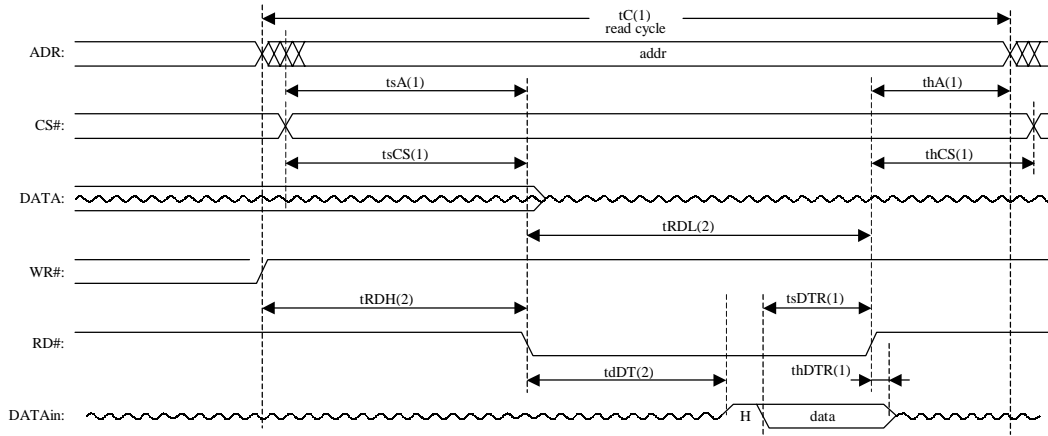 tC(1)
read cycle
ADR:
addr
tsA(1)
thA(1)
CS#:
tsCS(1)
thCS(1)
DATA:
tRDL(2)
WR#:
tRDH(2)
tsDTR(1)
RD#:
tdDT(2)
thDTR(1)
DATAin:
H
data